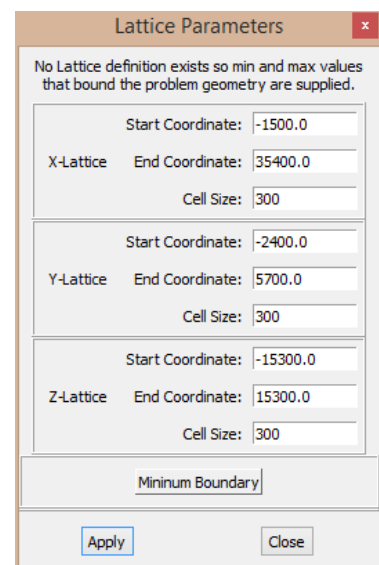 Lattice Parameters x
No Lattice definition exists so min and max values
that bound the problem geometry are supplied.
Start Coordinate: -1500.0
X-Lattice End Coordinate: 35400.0
Cell Size: 300
Start Coordinate: -2400.0
Y-Lattice End Coordinate: 5700.0
Cell Size: 300
Start Coordinate: -15300.0
Z-Lattice End Coordinate: 15300.0
Cell Size: 300
Mininum Boundary
Apply Close